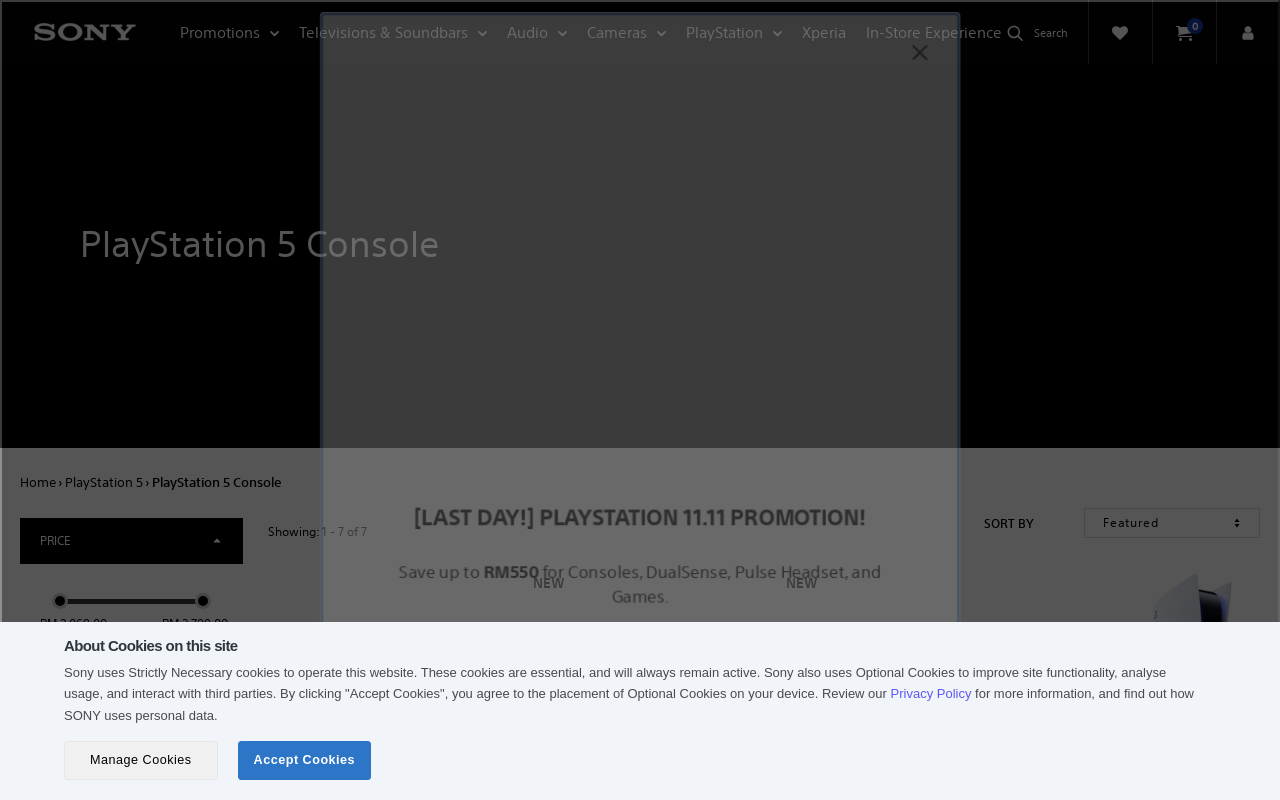 SONY
Promotions
Televisions & Soundbars
Audio
Cameras
PlayStation
Xperia
In-Store Experience
Search
0
PlayStation 5 Console
Home › PlayStation 5 › PlayStation 5 Console
PRICE
Showing: 1 - 7 of 7
SORT BY
Featured
[LAST DAY!] PLAYSTATION 11.11 PROMOTION!
Save up to RM550 for Consoles, DualSense, Pulse Headset, and
Games.
NEW
NEW
About Cookies on this site
Sony uses Strictly Necessary cookies to operate this website. These cookies are essential, and will always remain active. Sony also uses Optional Cookies to improve site functionality, analyse
usage, and interact with third parties. By clicking "Accept Cookies", you agree to the placement of Optional Cookies on your device. Review our Privacy Policy for more information, and find out how
SONY uses personal data.
Manage Cookies
Accept Cookies